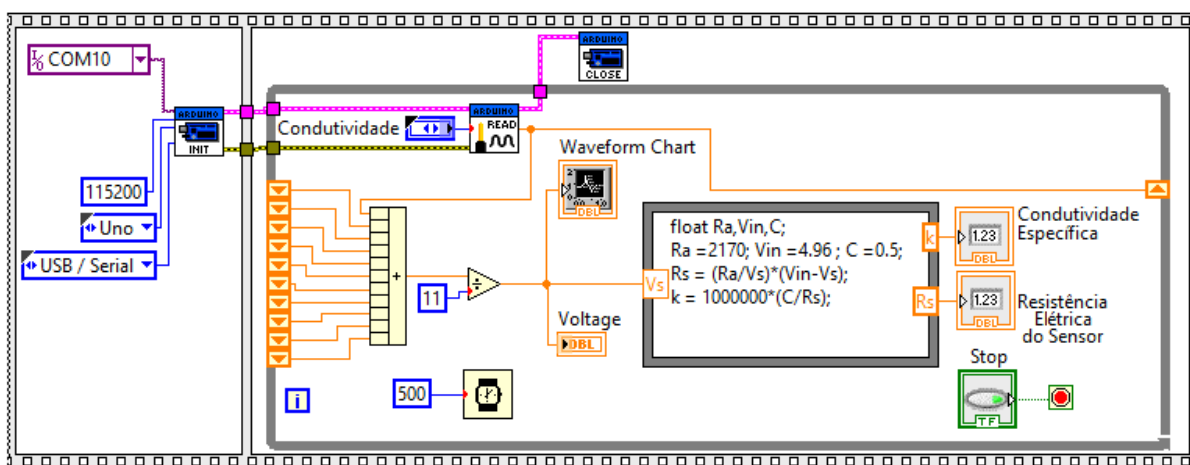 COM10
ARDUINO
INIT
115200
Uno
USB / Serial
ARDUINO
CLOSE
Condutividade
ARDUINO
READ
Waveform Chart
DBL
+
÷
11
Voltage
DBL
500
i
Vs
float Ra,Vin,C;
Ra =2170; Vin =4.96 ; C =0.5;
Rs = (Ra/Vs)*(Vin-Vs);
k = 1000000*(C/Rs);
k
Rs
1.23
DBL
Condutividade
Específica
1.23
DBL
Resistência
Elétrica
do Sensor
Stop
TF